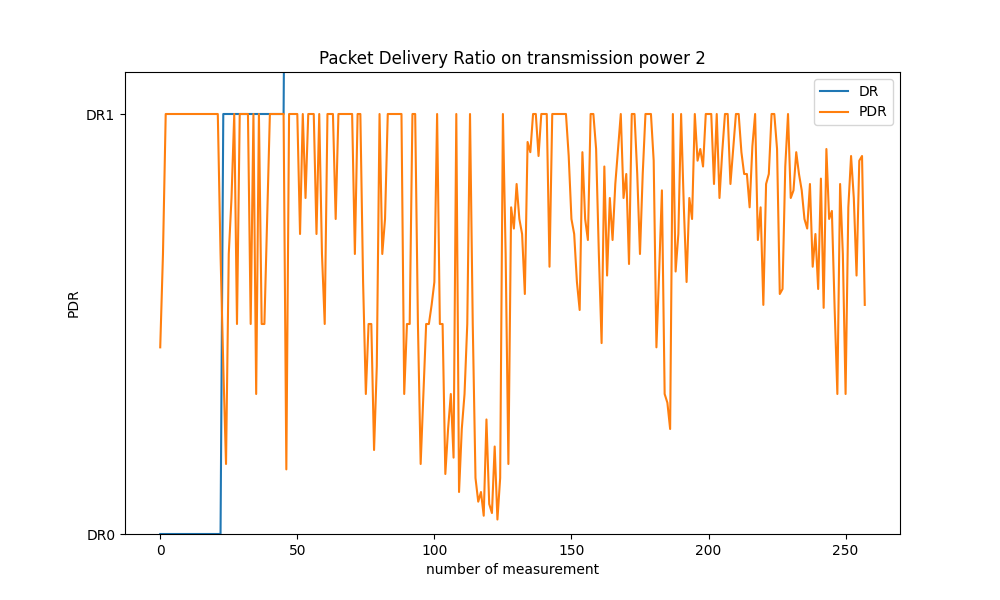 Packet Delivery Ratio on transmission power 2
DR
PDR
DR1
PDR
DR0
0
50
100
150
200
250
number of measurement